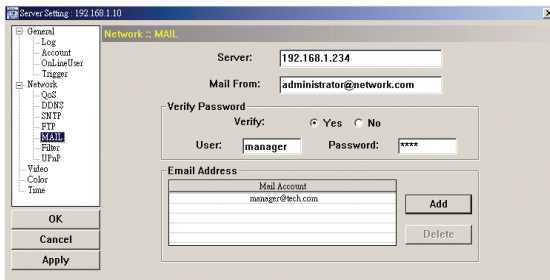 Server Setting : 192.168.1.10
General
Log
Account
OnLineUser
Trigger
Network
QoS
DDNS
SNTP
FTP
MAIL
Filter
UPnP
Video
Color
Time
OK
Cancel
Apply
Network :: MAIL
Server: 192.168.1.234
Mail From: administrator@network.com
Verify Password
Verify: Yes No
User: manager Password: ****
Email Address
Mail Account
manager@tech.com
Add
Delete